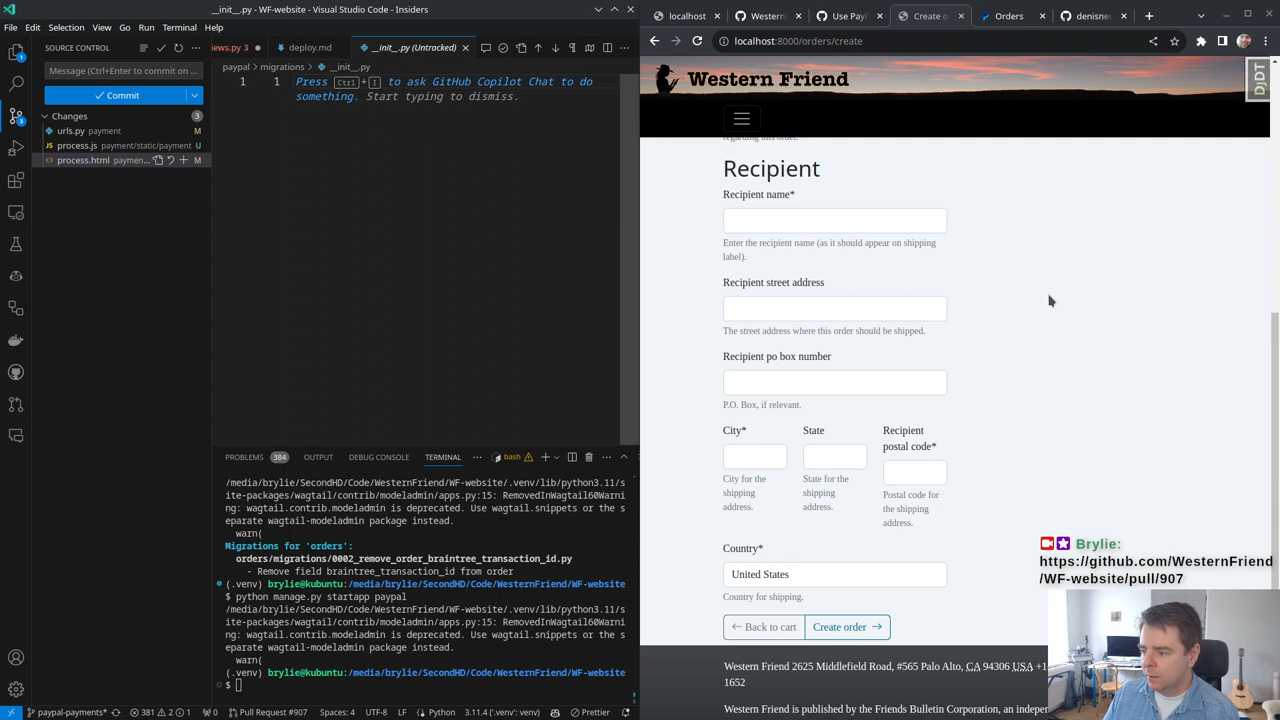 __init__.py - WF-website - Visual Studio Code - Insiders
File Edit Selection View Go Run Terminal Help
SOURCE CONTROL
Message (Ctrl+Enter to commit on ...
Commit
Changes 3
urls.py payment M
process.js payment/static/payment U
process.html paymen... M
iews.py 3
deploy.md
__init__.py (Untracked)
paypal > migrations > __init__.py
1 1 Press Ctrl + I to ask GitHub Copilot Chat to do
something. Start typing to dismiss.
PROBLEMS 384 OUTPUT DEBUG CONSOLE TERMINAL ... bash
/media/brylie/SecondHD/Code/WesternFriend/WF-website/.venv/lib/python3.11/s
ite-packages/wagtail/contrib/modeladmin/apps.py:15: RemovedInWagtail60Warni
ng: wagtail.contrib.modeladmin is deprecated. Use wagtail.snippets or the s
eparate wagtail-modeladmin package instead.
warn(
Migrations for 'orders':
orders/migrations/0002_remove_order_braintree_transaction_id.py
- Remove field braintree_transaction_id from order
(.venv) brylie@kubuntu:/media/brylie/SecondHD/Code/WesternFriend/WF-website
$ python manage.py startapp paypal
/media/brylie/SecondHD/Code/WesternFriend/WF-website/.venv/lib/python3.11/s
ite-packages/wagtail/contrib/modeladmin/apps.py:15: RemovedInWagtail60Warni
ng: wagtail.contrib.modeladmin is deprecated. Use wagtail.snippets or the s
eparate wagtail-modeladmin package instead.
warn(
(.venv) brylie@kubuntu:/media/brylie/SecondHD/Code/WesternFriend/WF-website
$
paypal-payments* 381 2 1 0 Pull Request #907 Spaces: 4 UTF-8 LF Python 3.11.4 ('.venv': venv) Prettier
localhost Western Use PayP Create o Orders denisne
localhost:8000/orders/create
Western Friend
DJDT
regarding this order.
Recipient
Recipient name*
Enter the recipient name (as it should appear on shipping
label).
Recipient street address
The street address where this order should be shipped.
Recipient po box number
P.O. Box, if relevant.
City* State Recipient
postal code*
City for the
shipping
address.
State for the
shipping
address.
Postal code for
the shipping
address.
Country*
United States
Country for shipping.
← Back to cart Create order →
Brylie:
https://github.com/WesternFriend
/WF-website/pull/907
Western Friend 2625 Middlefield Road, #565 Palo Alto, CA 94306 USA +1
1652
Western Friend is published by the Friends Bulletin Corporation, an indepen